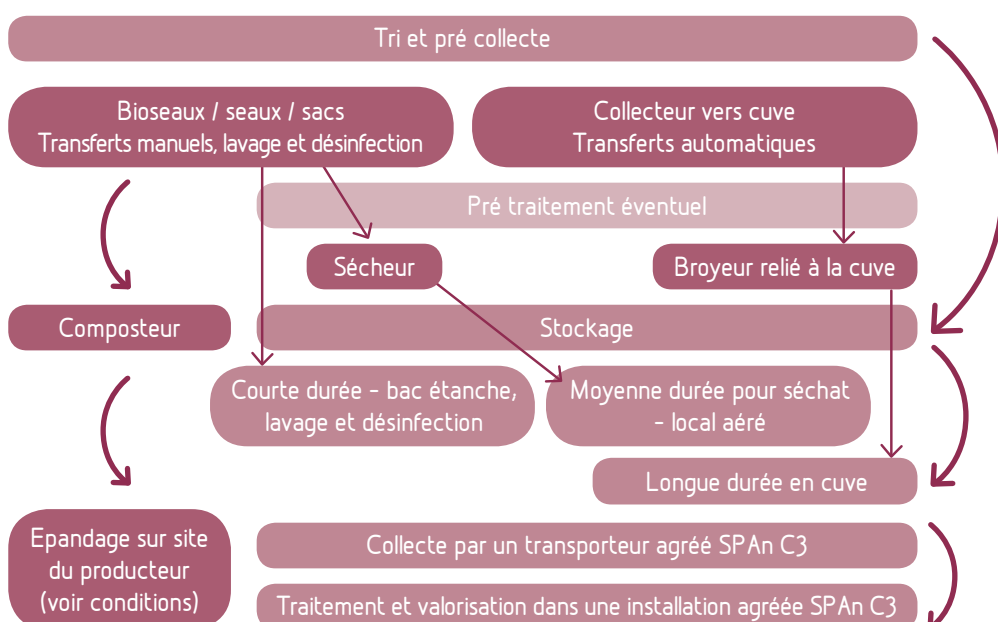 Tri et pré collecte
Bioseaux / seaux / sacs
Transferts manuels, lavage et désinfection
Collecteur vers cuve
Transferts automatiques
Pré traitement éventuel
Sécheur
Broyeur relié à la cuve
Composteur
Stockage
Courte durée - bac étanche,
lavage et désinfection
Moyenne durée pour séchat
- local aéré
Longue durée en cuve
Epandage sur site
du producteur
(voir conditions)
Collecte par un transporteur agréé SPAn C3
Traitement et valorisation dans une installation agréée SPAn C3